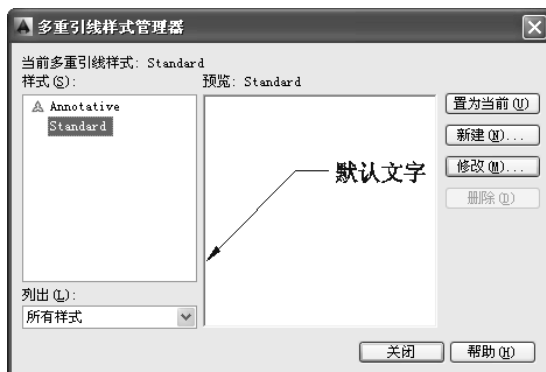 多重引线样式管理器
当前多重引线样式: Standard
样式(S):
预览: Standard
Annotative
Standard
默认文字
置为当前(U)
新建(N)...
修改(M)...
删除(D)
列出(L):
所有样式
关闭
帮助(H)